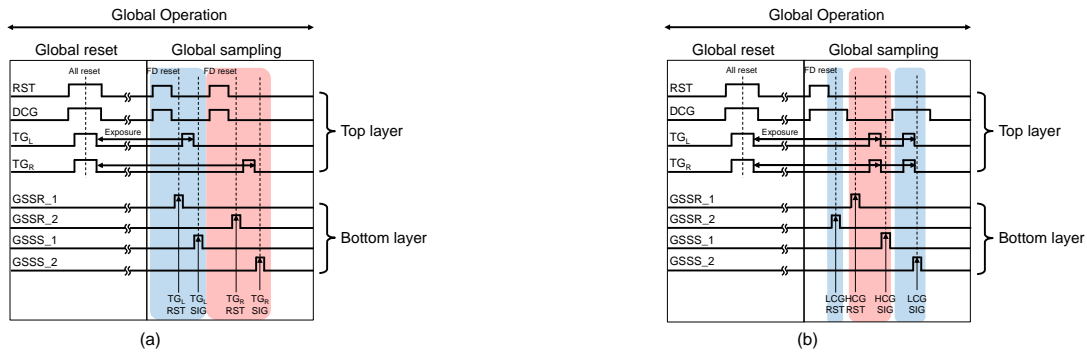 Global Operation
Global reset
Global sampling
All reset
FD reset
FD reset
RST
DCG
TGL
Exposure
TGR
Top layer
GSSR_1
GSSR_2
GSSS_1
GSSS_2
Bottom layer
TGL RST
TGL SIG
TGR RST
TGR SIG
(a)
Global Operation
Global reset
Global sampling
All reset
FD reset
RST
DCG
TGL
Exposure
TGR
Top layer
GSSR_1
GSSR_2
GSSS_1
GSSS_2
Bottom layer
LCG RST
HCG RST
HCG SIG
LCG SIG
(b)